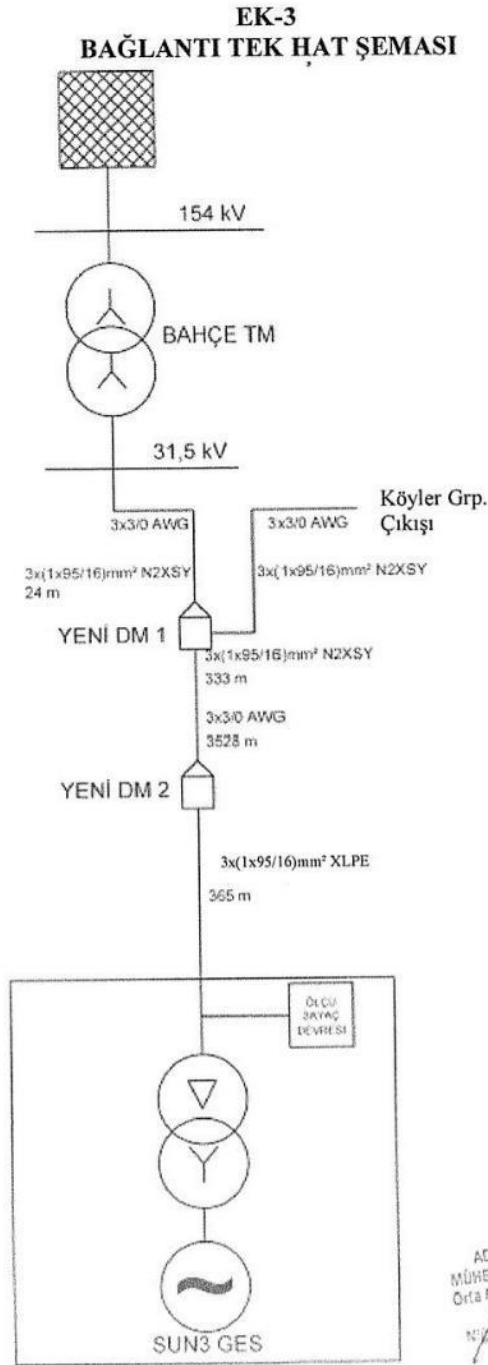 EK-3
BAĞLANTI TEK HAT ŞEMASI
154 kV
BAHÇE TM
31,5 kV
3x3/0 AWG
3x3/0 AWG
Köyler Grp.
Çıkışı
3x(1x95/16)mm² N2XSY
24 m
3x(1x95/16)mm² N2XSY
YENİ DM 1
3x(1x95/16)mm² N2XSY
333 m
3x3/0 AWG
3528 m
YENİ DM 2
3x(1x95/16)mm² XLPE
365 m
ÖLÇÜ
SAYAÇ
DEVRESİ
SUN3 GES